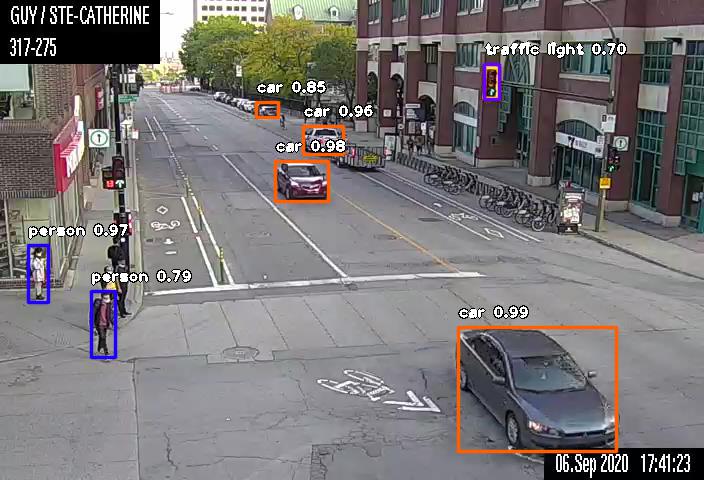 GUY / STE-CATHERINE
317-275
traffic light 0.70
car 0.85
car 0.96
car 0.98
person 0.97
person 0.79
car 0.99
06.Sep 2020 17:41:23